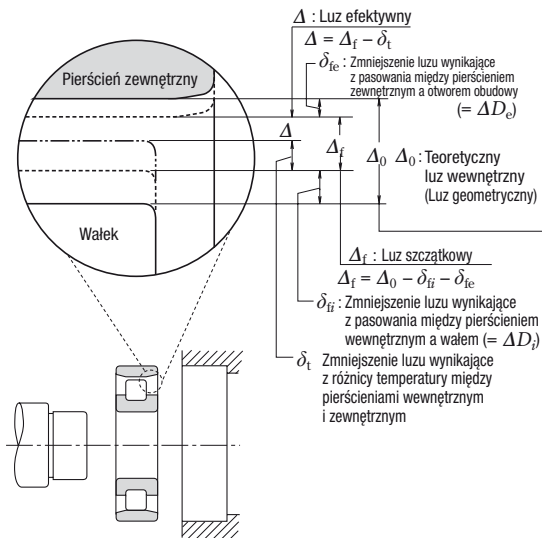 Pierścień zewnętrzny
Wałek
Δ : Luz efektywny
Δ = Δf − δt
δfe : Zmniejszenie luzu wynikające
z pasowania między pierścieniem
zewnętrznym a otworem obudowy
(= ΔDe)
Δ
Δf
Δ0
Δ0 : Teoretyczny
luz wewnętrzny
(Luz geometryczny)
Δf : Luz szczątkowy
Δf = Δ0 − δfi − δfe
δfi : Zmniejszenie luzu wynikające
z pasowania między pierścieniem
wewnętrznym a wałem (= ΔDi)
δt Zmniejszenie luzu wynikające
z różnicy temperatury między
pierścieniami wewnętrznym
i zewnętrznym